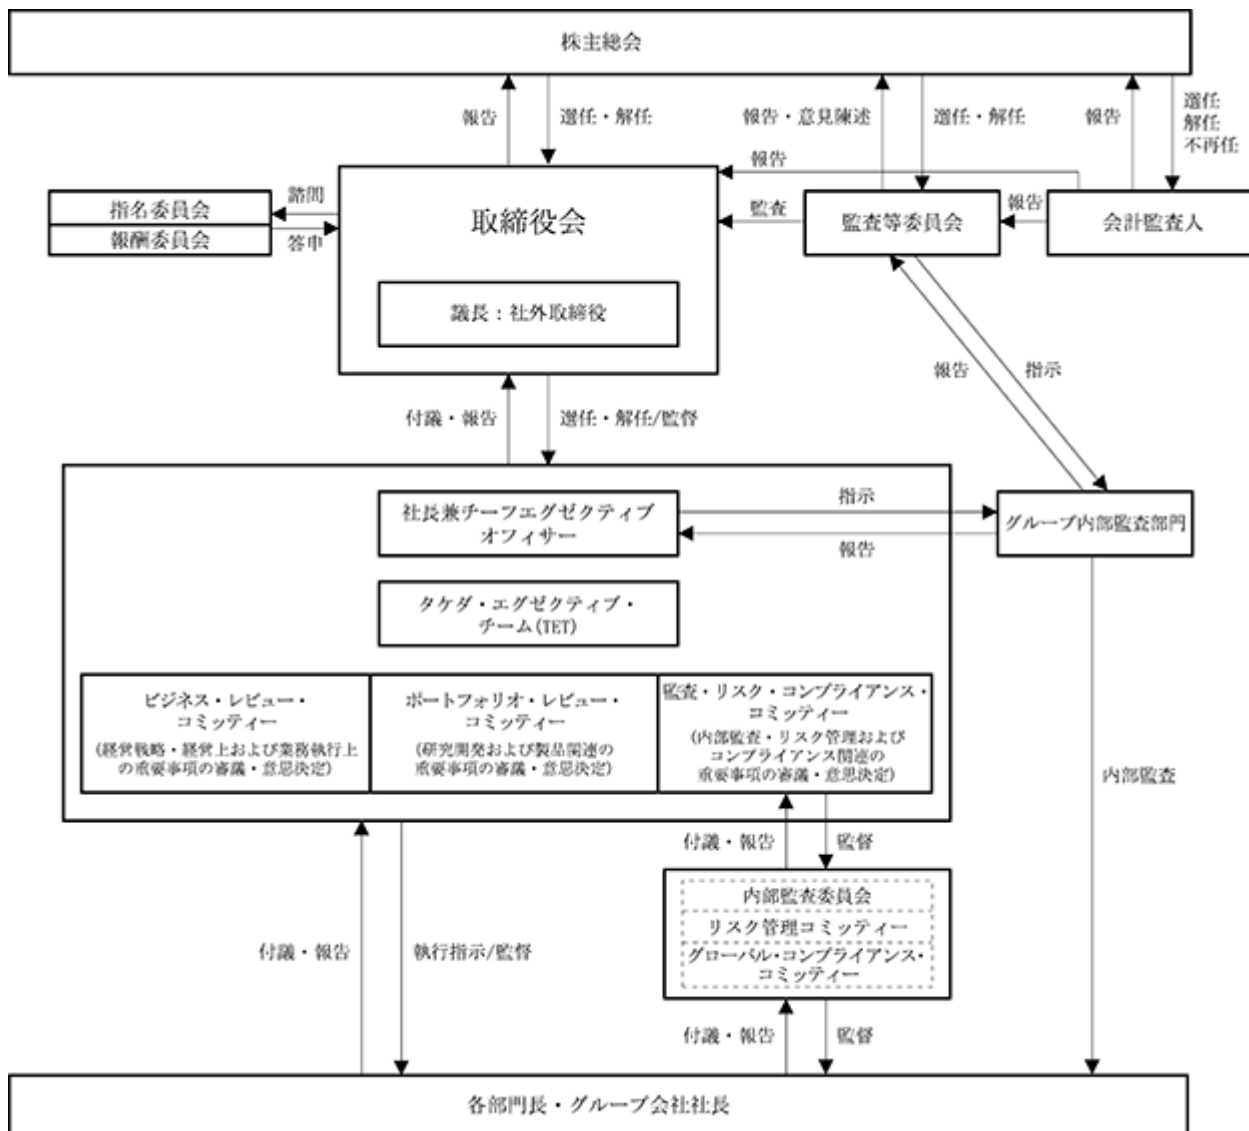 株主総会
報告
選任・解任
報告・意見陳述
選任・解任
報告
選任
解任
不再任
報告
指名委員会
報酬委員会
諮問
答申
取締役会
議長：社外取締役
監査
監査等委員会
報告
会計監査人
報告
指示
付議・報告
選任・解任/監督
社長兼チーフエグゼクティブ
オフィサー
指示
報告
グループ内部監査部門
タケダ・エグゼクティブ・
チーム(TET)
ビジネス・レビュー・
コミッティー
(経営戦略・経営上および業務執行上
の重要事項の審議・意思決定)
ポートフォリオ・レビュー・
コミッティー
(研究開発および製品関連の
重要事項の審議・意思決定)
監査・リスク・コンプライアンス・
コミッティー
(内部監査・リスク管理および
コンプライアンス関連の
重要事項の審議・意思決定)
内部監査
付議・報告
監督
内部監査委員会
リスク管理コミッティー
グローバル・コンプライアンス・
コミッティー
付議・報告
執行指示/監督
付議・報告
監督
各部門長・グループ会社社長